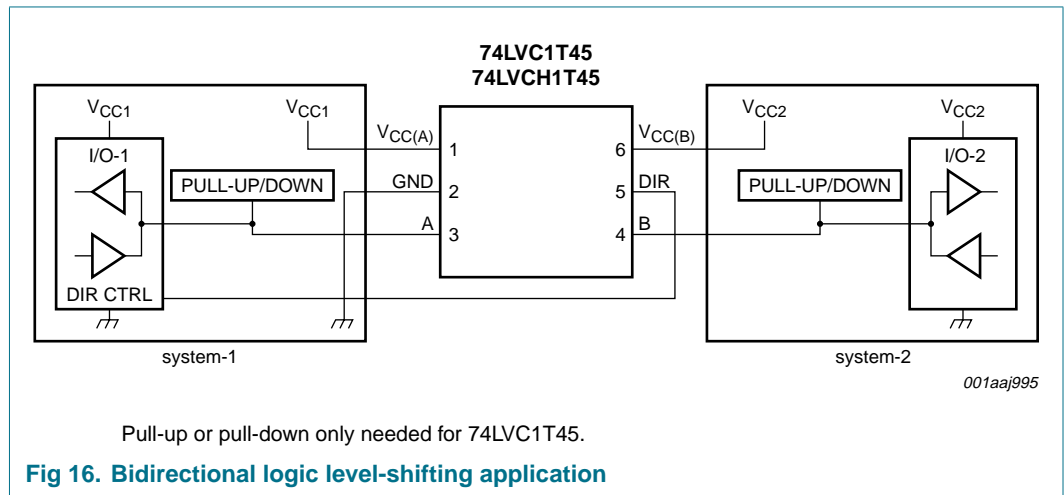 74LVC1T45
74LVCH1T45
VCC1
VCC1
I/O-1
PULL-UP/DOWN
DIR CTRL
system-1
VCC(A)
1
GND
2
A
3
6
VCC(B)
5
DIR
4
B
VCC2
VCC2
PULL-UP/DOWN
I/O-2
system-2
001aaj995
Pull-up or pull-down only needed for 74LVC1T45.
Fig 16. Bidirectional logic level-shifting application